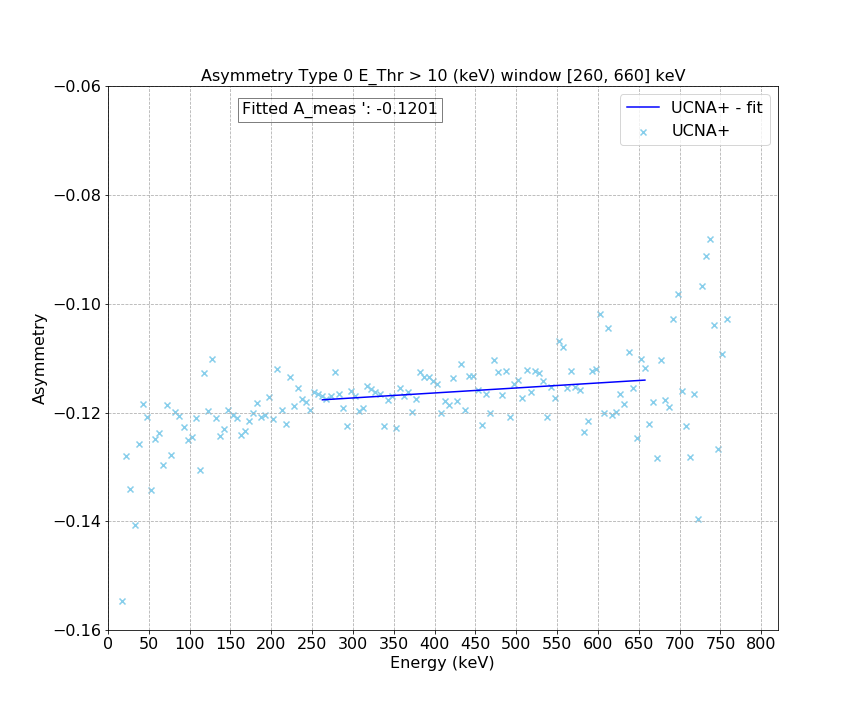 Asymmetry Type 0 E_Thr > 10 (keV) window [260, 660] keV
Fitted A_meas ': -0.1201
UCNA+ - fit
UCNA+
Asymmetry
−0.06
−0.08
−0.10
−0.12
−0.14
−0.16
0 50 100 150 200 250 300 350 400 450 500 550 600 650 700 750 800
Energy (keV)